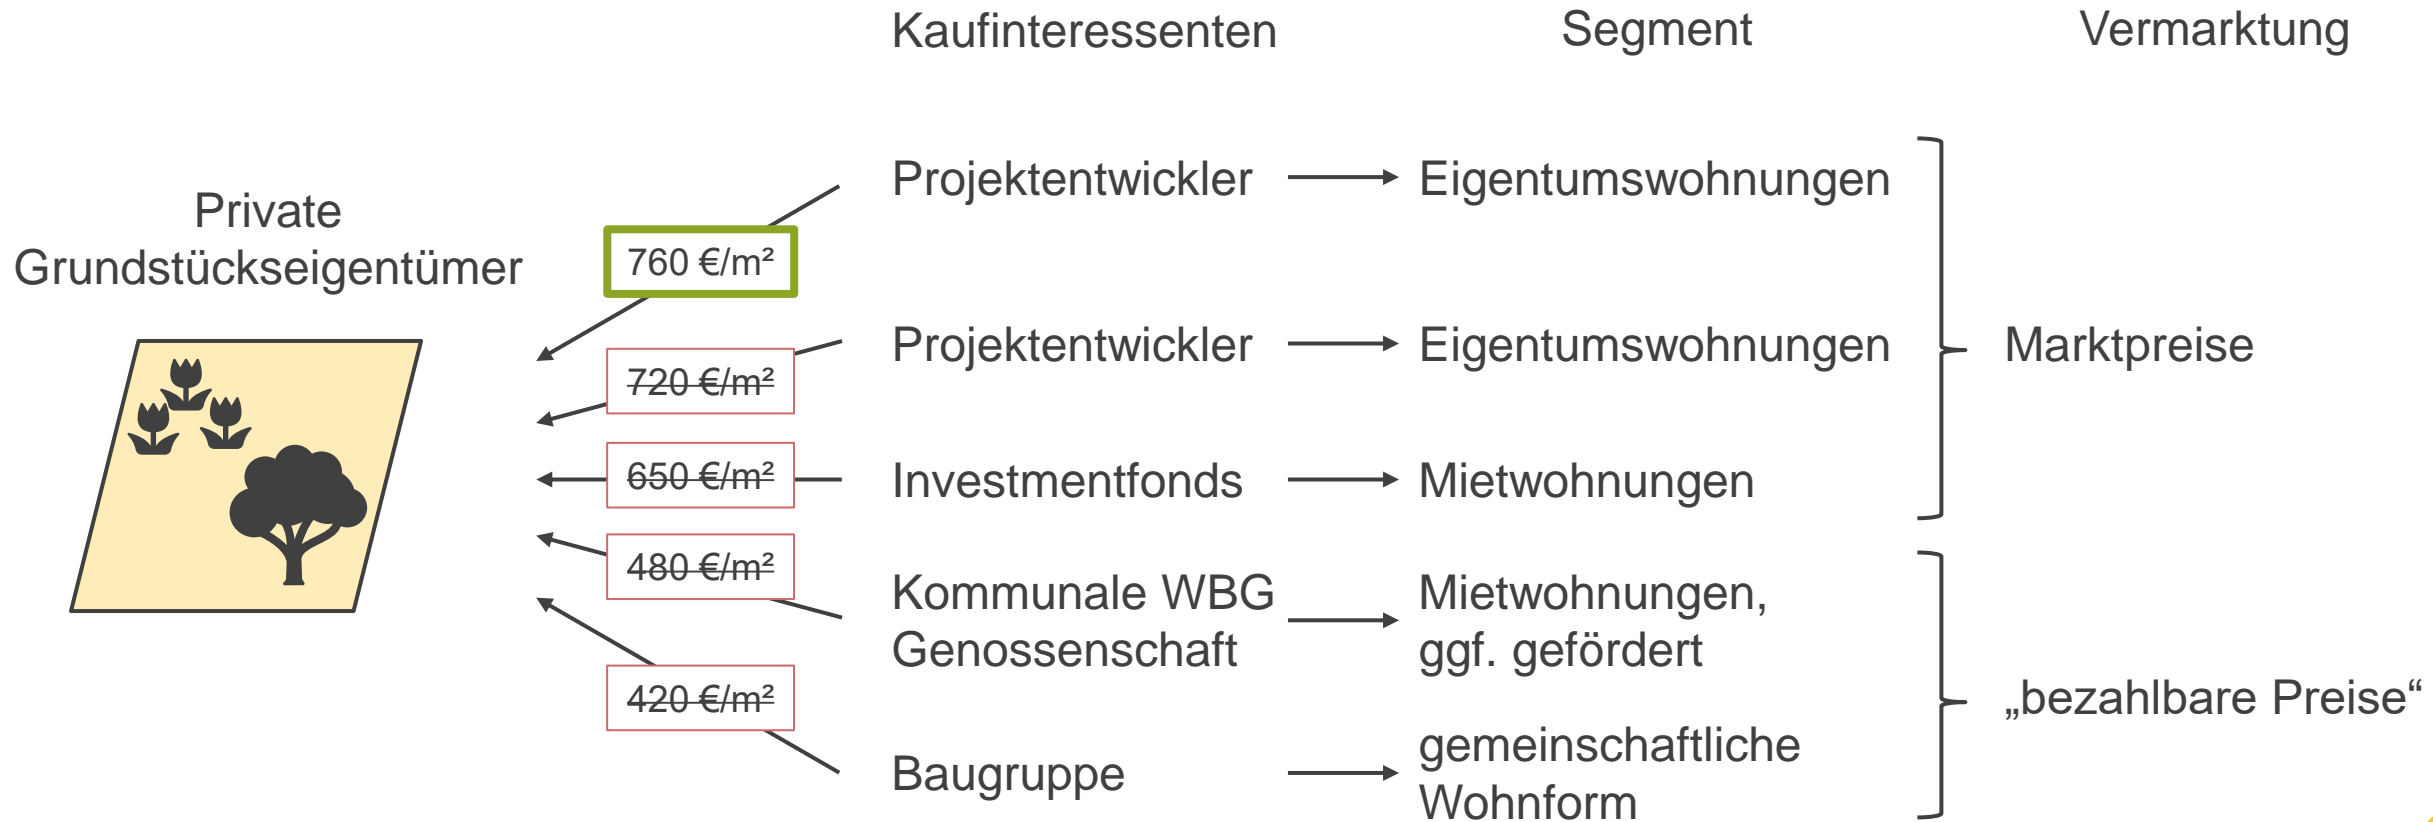 Kaufinteressenten
Segment
Vermarktung
Private
Grundstückseigentümer
760 €/m²
Projektentwickler
Eigentumswohnungen
720 €/m²
Projektentwickler
Eigentumswohnungen
Marktpreise
650 €/m²
Investmentfonds
Mietwohnungen
480 €/m²
Kommunale WBG
Genossenschaft
Mietwohnungen,
ggf. gefördert
„bezahlbare Preise“
420 €/m²
Baugruppe
gemeinschaftliche
Wohnform